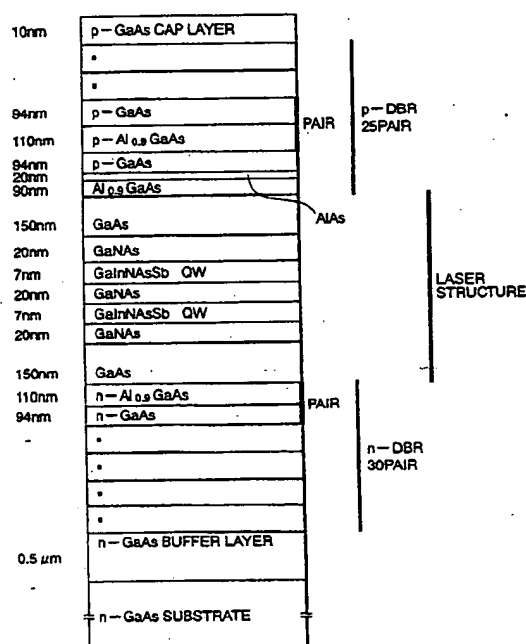 10nm p-GaAs CAP LAYER
94nm p-GaAs
110nm p-Al0.9GaAs
94nm p-GaAs
20nm
90nm Al0.9GaAs
AlAs
PAIR
p-DBR
25PAIR
150nm GaAs
20nm GaNAs
7nm GaInNAsSb QW
20nm GaNAs
7nm GaInNAsSb QW
20nm GaNAs
LASER
STRUCTURE
150nm GaAs
110nm n-Al0.9GaAs
94nm n-GaAs
PAIR
n-DBR
30PAIR
0.5 μm n-GaAs BUFFER LAYER
n-GaAs SUBSTRATE